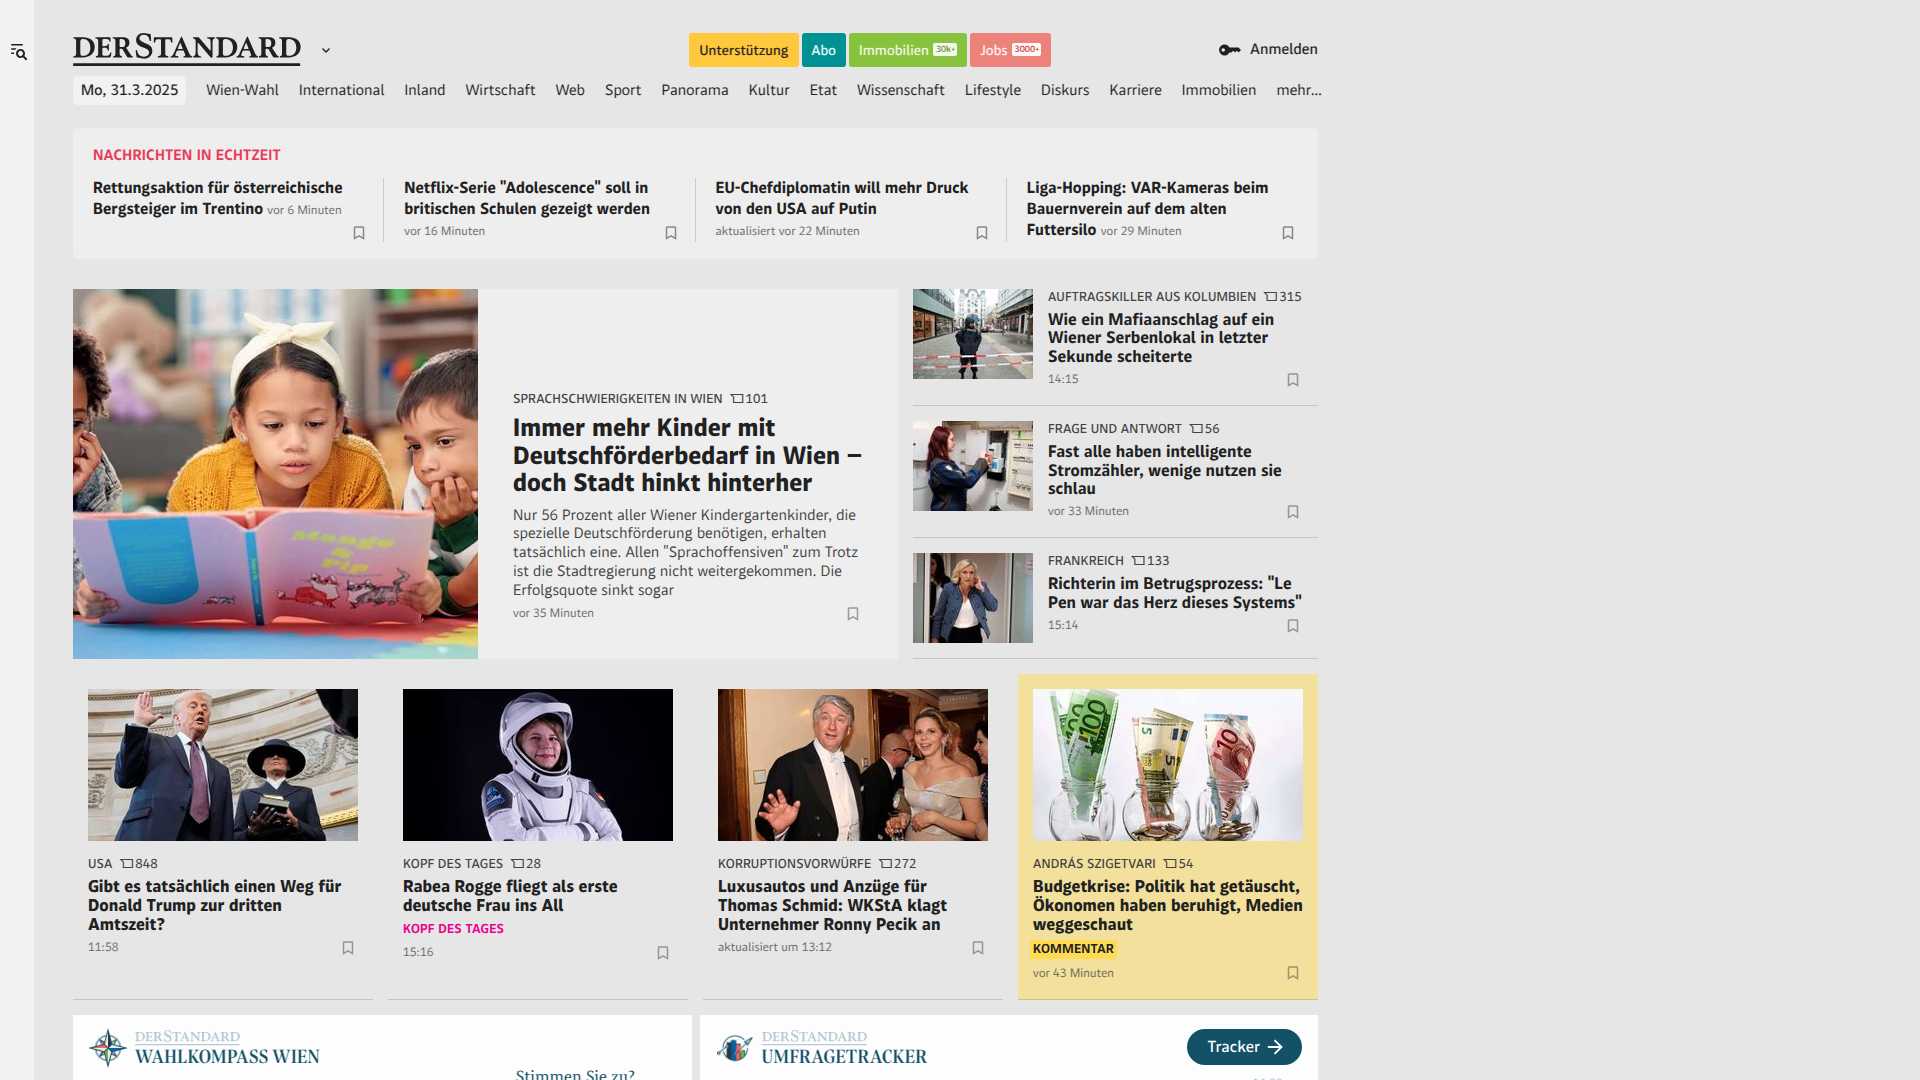 DERSTANDARD
Unterstützung
Abo
Immobilien 30k+
Jobs 3000+
Anmelden
Mo, 31.3.2025
Wien-Wahl
International
Inland
Wirtschaft
Web
Sport
Panorama
Kultur
Etat
Wissenschaft
Lifestyle
Diskurs
Karriere
Immobilien
mehr...
NACHRICHTEN IN ECHTZEIT
Rettungsaktion für österreichische
Bergsteiger im Trentino vor 6 Minuten
Netflix-Serie "Adolescence" soll in
britischen Schulen gezeigt werden
vor 16 Minuten
EU-Chefdiplomatin will mehr Druck
von den USA auf Putin
aktualisiert vor 22 Minuten
Liga-Hopping: VAR-Kameras beim
Bauernverein auf dem alten
Futtersilo vor 29 Minuten
SPRACHSCHWIERIGKEITEN IN WIEN 101
Immer mehr Kinder mit
Deutschförderbedarf in Wien –
doch Stadt hinkt hinterher
Nur 56 Prozent aller Wiener Kindergartenkinder, die
spezielle Deutschförderung benötigen, erhalten
tatsächlich eine. Allen "Sprachoffensiven" zum Trotz
ist die Stadtregierung nicht weitergekommen. Die
Erfolgsquote sinkt sogar
vor 35 Minuten
AUFTRAGSKILLER AUS KOLUMBIEN 315
Wie ein Mafiaanschlag auf ein
Wiener Serbenlokal in letzter
Sekunde scheiterte
14:15
FRAGE UND ANTWORT 56
Fast alle haben intelligente
Stromzähler, wenige nutzen sie
schlau
vor 33 Minuten
FRANKREICH 133
Richterin im Betrugsprozess: "Le
Pen war das Herz dieses Systems"
15:14
USA 848
Gibt es tatsächlich einen Weg für
Donald Trump zur dritten
Amtszeit?
11:58
KOPF DES TAGES 28
Rabea Rogge fliegt als erste
deutsche Frau ins All
KOPF DES TAGES
15:16
KORRUPTIONSVORWÜRFE 272
Luxusautos und Anzüge für
Thomas Schmid: WKStA klagt
Unternehmer Ronny Pecik an
aktualisiert um 13:12
100
5
10
ANDRÁS SZIGETVARI 54
Budgetkrise: Politik hat getäuscht,
Ökonomen haben beruhigt, Medien
weggeschaut
KOMMENTAR
vor 43 Minuten
DERSTANDARD
WAHLKOMPASS WIEN
Stimmen Sie zu?
DERSTANDARD
UMFRAGETRACKER
Tracker